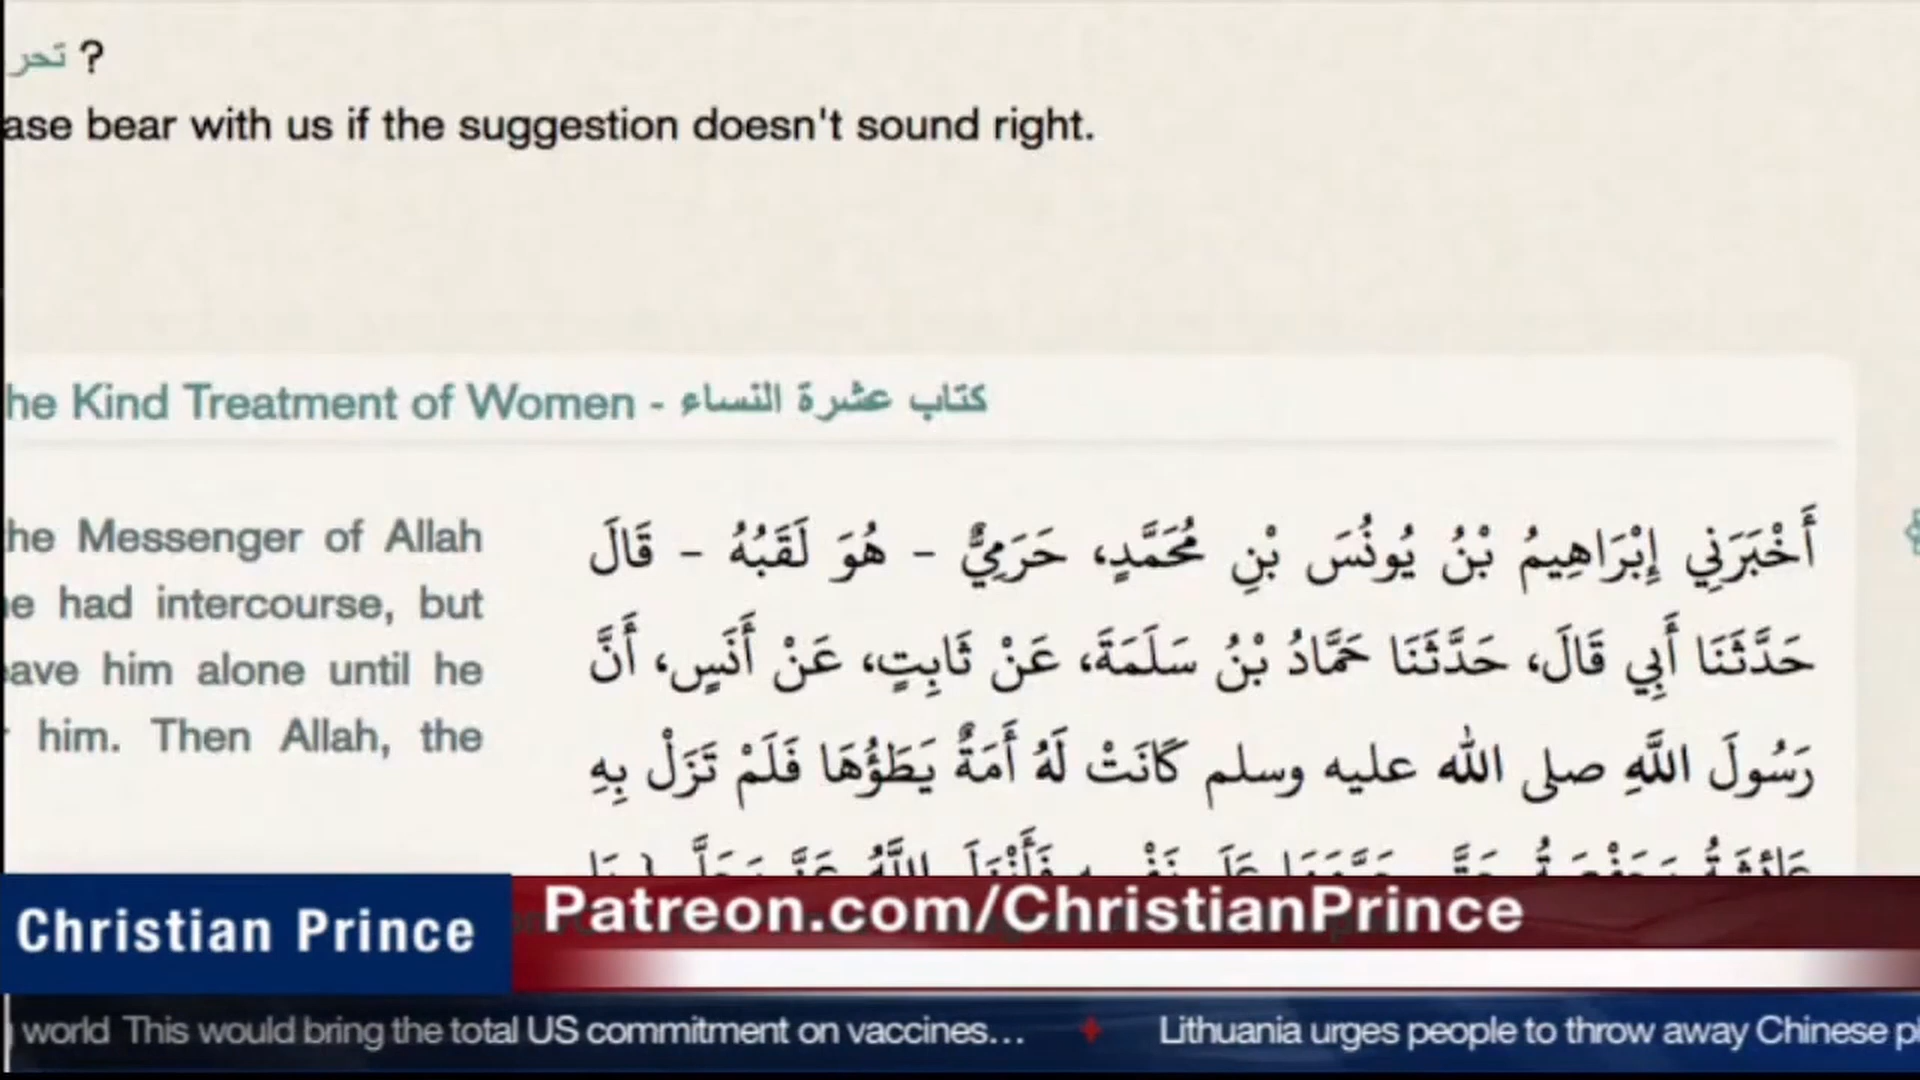 تحر ?
ase bear with us if the suggestion doesn't sound right.
he Kind Treatment of Women - كتاب عشرة النساء
he Messenger of Allah
e had intercourse, but
eave him alone until he
him. Then Allah, the
أَخْبَرَنِي إِبْرَاهِيمُ بْنُ يُونُسَ بْنِ مُحَمَّدٍ، حَرَمِيٌّ - هُوَ لَقَبُهُ - قَالَ
حَدَّثَنَا أَبِي قَالَ، حَدَّثَنَا حَمَّادُ بْنُ سَلَمَةَ، عَنْ ثَابِتٍ، عَنْ أَنَسٍ، أَنَّ
رَسُولَ اللَّهِ صلى الله عليه وسلم كَانَتْ لَهُ أَمَةٌ يَطَؤُهَا فَلَمْ تَزَلْ بِهِ
Christian Prince
Patreon.com/ChristianPrince
world This would bring the total US commitment on vaccines... Lithuania urges people to throw away Chinese p